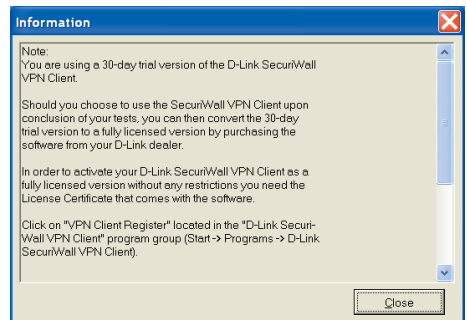 Information
Note:
You are using a 30-day trial version of the D-Link SecuriWall
VPN Client.
Should you choose to use the SecuriWall VPN Client upon
conclusion of your tests, you can then convert the 30-day
trial version to a fully licensed version by purchasing the
software from your D-Link dealer.
In order to activate your D-Link SecuriWall VPN Client as a
fully licensed version without any restrictions you need the
License Certificate that comes with the software.
Click on "VPN Client Register" located in the "D-Link Securi-
Wall VPN Client" program group (Start -> Programs -> D-Link
SecuriWall VPN Client).
Close